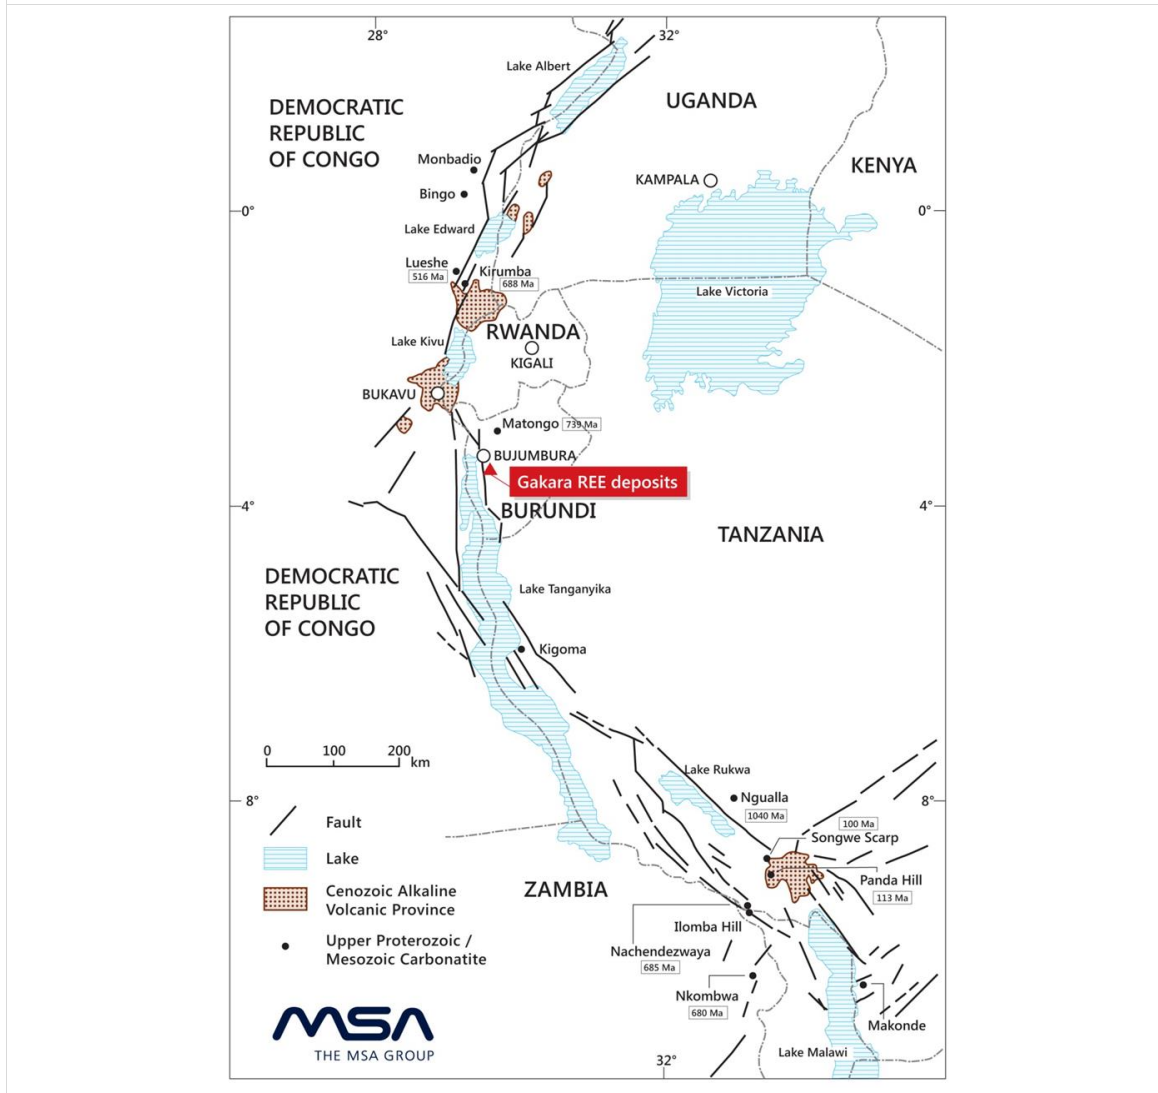 28°
32°
Lake Albert
UGANDA
DEMOCRATIC
REPUBLIC
OF CONGO
Monbadio
KENYA
KAMPALA
Bingo
0°
0°
Lake Edward
Lueshe
516 Ma
Kirumba
688 Ma
Lake Victoria
RWANDA
Lake Kivu
KIGALI
BUKAVU
Matongo
739 Ma
BUJUMBURA
Gakara REE deposits
4°
4°
BURUNDI
TANZANIA
DEMOCRATIC
REPUBLIC
OF CONGO
Lake Tanganyika
Kigoma
0
100
200
km
Lake Rukwa
Ngualla
1040 Ma
8°
8°
100 Ma
Songwe Scarp
Fault
Lake
Panda Hill
113 Ma
ZAMBIA
Cenozoic Alkaline
Volcanic Province
Ilomba Hill
Upper Proterozoic /
Mesozoic Carbonatite
Nachendezwaya
685 Ma
Nkombwa
680 Ma
Makonde
MSA
THE MSA GROUP
Lake Malawi
32°